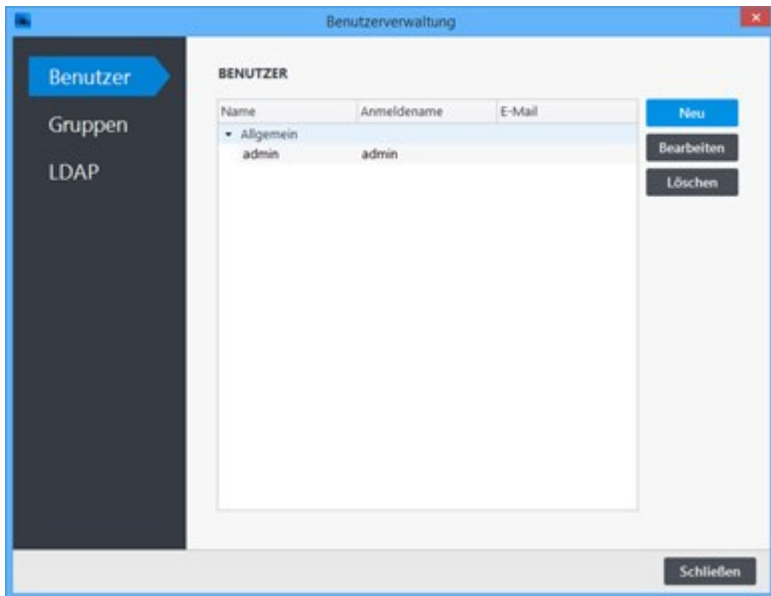 Benutzerverwaltung
Benutzer
Gruppen
LDAP
BENUTZER
Name Anmeldename E-Mail
Allgemein
admin admin
Neu
Bearbeiten
Löschen
Schließen